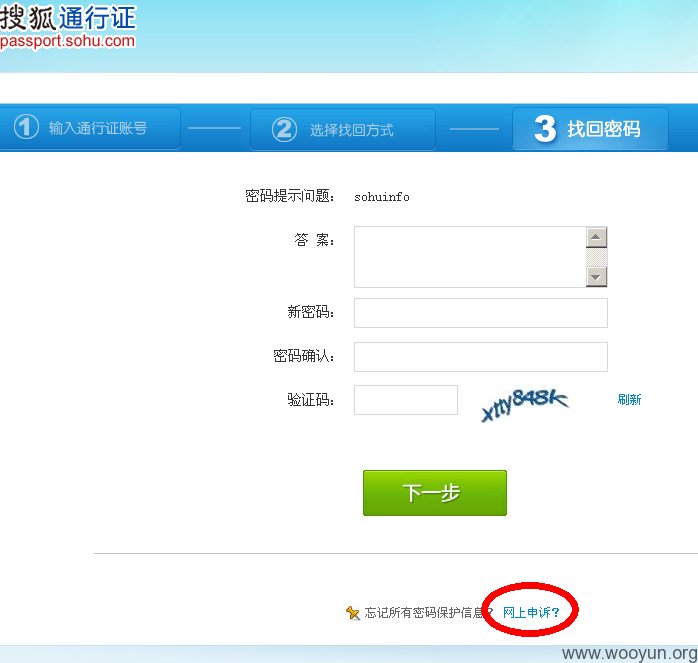 搜狐通行证
passport.sohu.com
1 输入通行证账号 2 选择找回方式 3 找回密码
密码提示问题： sohuinfo
答 案：
新密码：
密码确认：
验证码： xtty848k 刷新
下一步
忘记所有密码保护信息？ 网上申诉？
www.wooyun.org